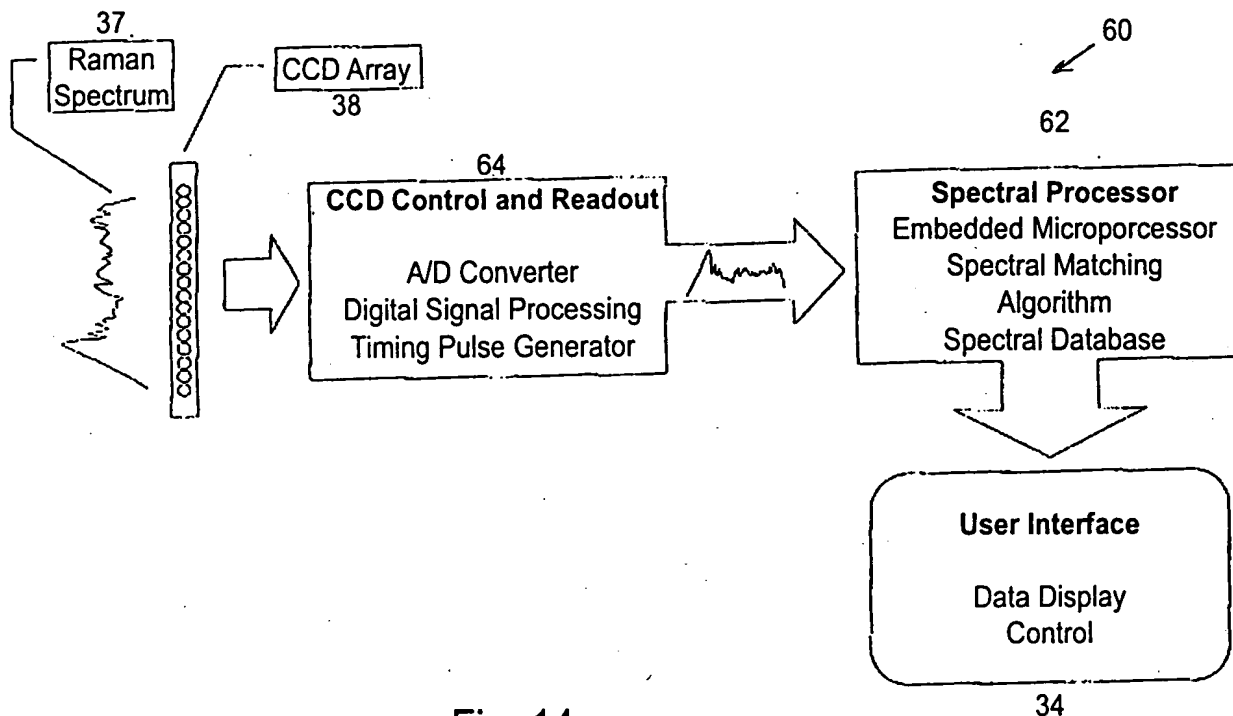 37
Raman
Spectrum
CCD Array
38
60
62
64
CCD Control and Readout
A/D Converter
Digital Signal Processing
Timing Pulse Generator
Spectral Processor
Embedded Microporcessor
Spectral Matching
Algorithm
Spectral Database
User Interface
Data Display
Control
34